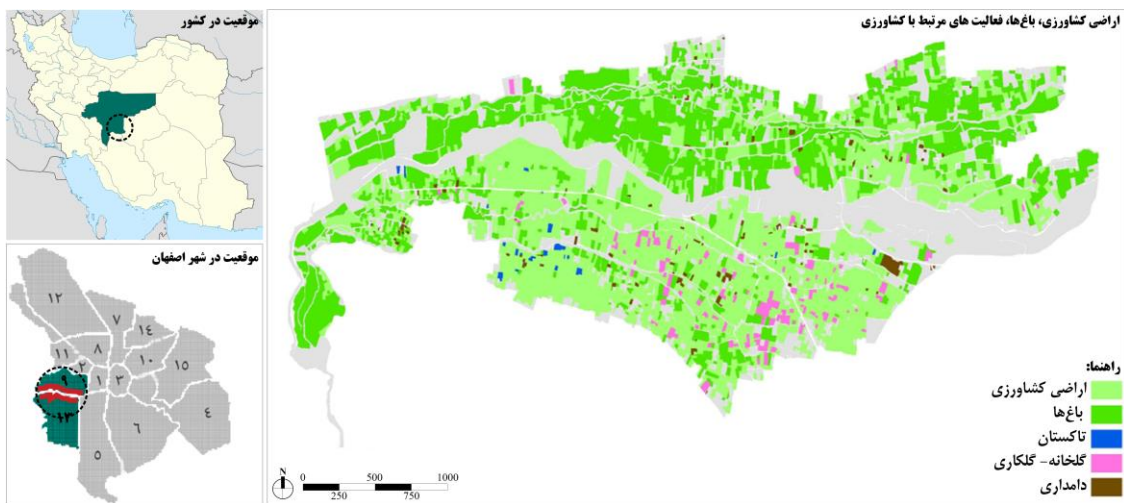 موقعیت در کشور
موقعیت در شهر اصفهان
۱۲
۷
۱۴
۸
۱۱
۱۰
۱۵
۲
۱
۳
۹
۴
۱۳
۶
۵
اراضی کشاورزی، باغ‌ها، فعالیت های مرتبط با کشاورزی
راهنما:
اراضی کشاورزی
باغ‌ها
تاکستان
گلخانه- گلکاری
دامداری
N
0 500 1000
250 750